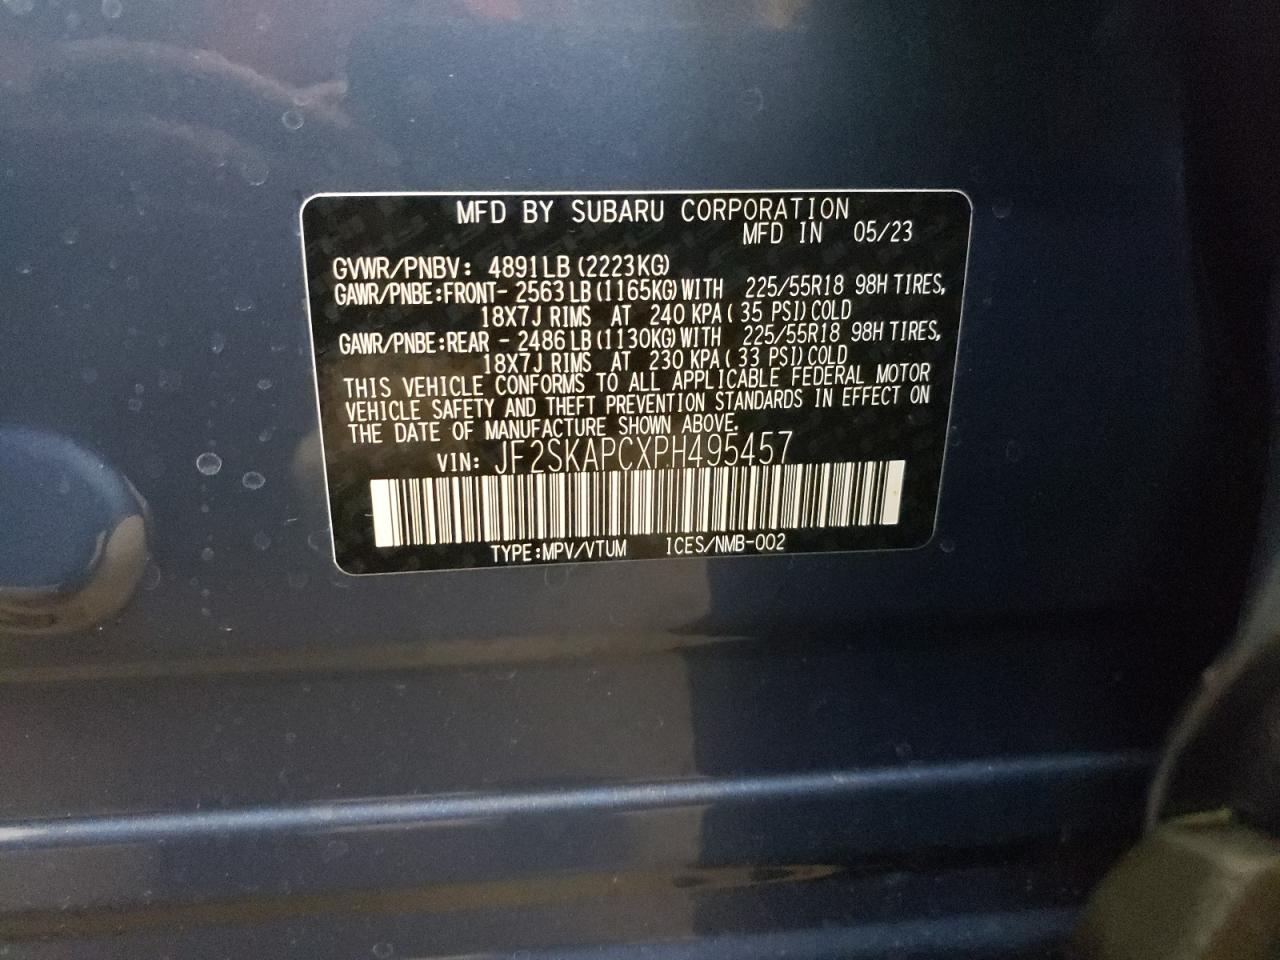 MFD BY SUBARU CORPORATION
MFD IN 05/23
GVWR/PNBV: 4891LB(2223KG)
GAWR/PNBE:FRONT- 2563LB(1165KG)WITH 225/55R18 98H TIRES,
18X7J RIMS AT 240 KPA( 35 PSI)COLD
GAWR/PNBE:REAR - 2486LB(1130KG)WITH 225/55R18 98H TIRES,
18X7J RIMS AT 230 KPA( 33 PSI)COLD
THIS VEHICLE CONFORMS TO ALL APPLICABLE FEDERAL MOTOR
VEHICLE SAFETY AND THEFT PREVENTION STANDARDS IN EFFECT ON
THE DATE OF MANUFACTURE SHOWN ABOVE.
VIN: JF2SKAPCXPH495457
TYPE:MPV/VTUM ICES/NMB-002